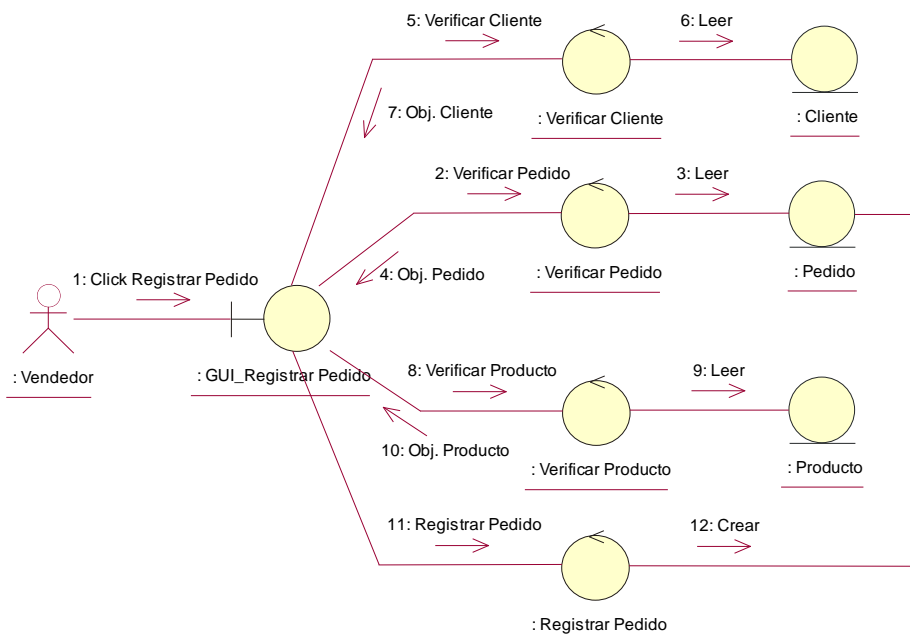 5: Verificar Cliente
6: Leer
7: Obj. Cliente
: Verificar Cliente
: Cliente
2: Verificar Pedido
3: Leer
4: Obj. Pedido
: Verificar Pedido
: Pedido
1: Click Registrar Pedido
: Vendedor
: GUI_Registrar Pedido
8: Verificar Producto
9: Leer
10: Obj. Producto
: Verificar Producto
: Producto
11: Registrar Pedido
12: Crear
: Registrar Pedido